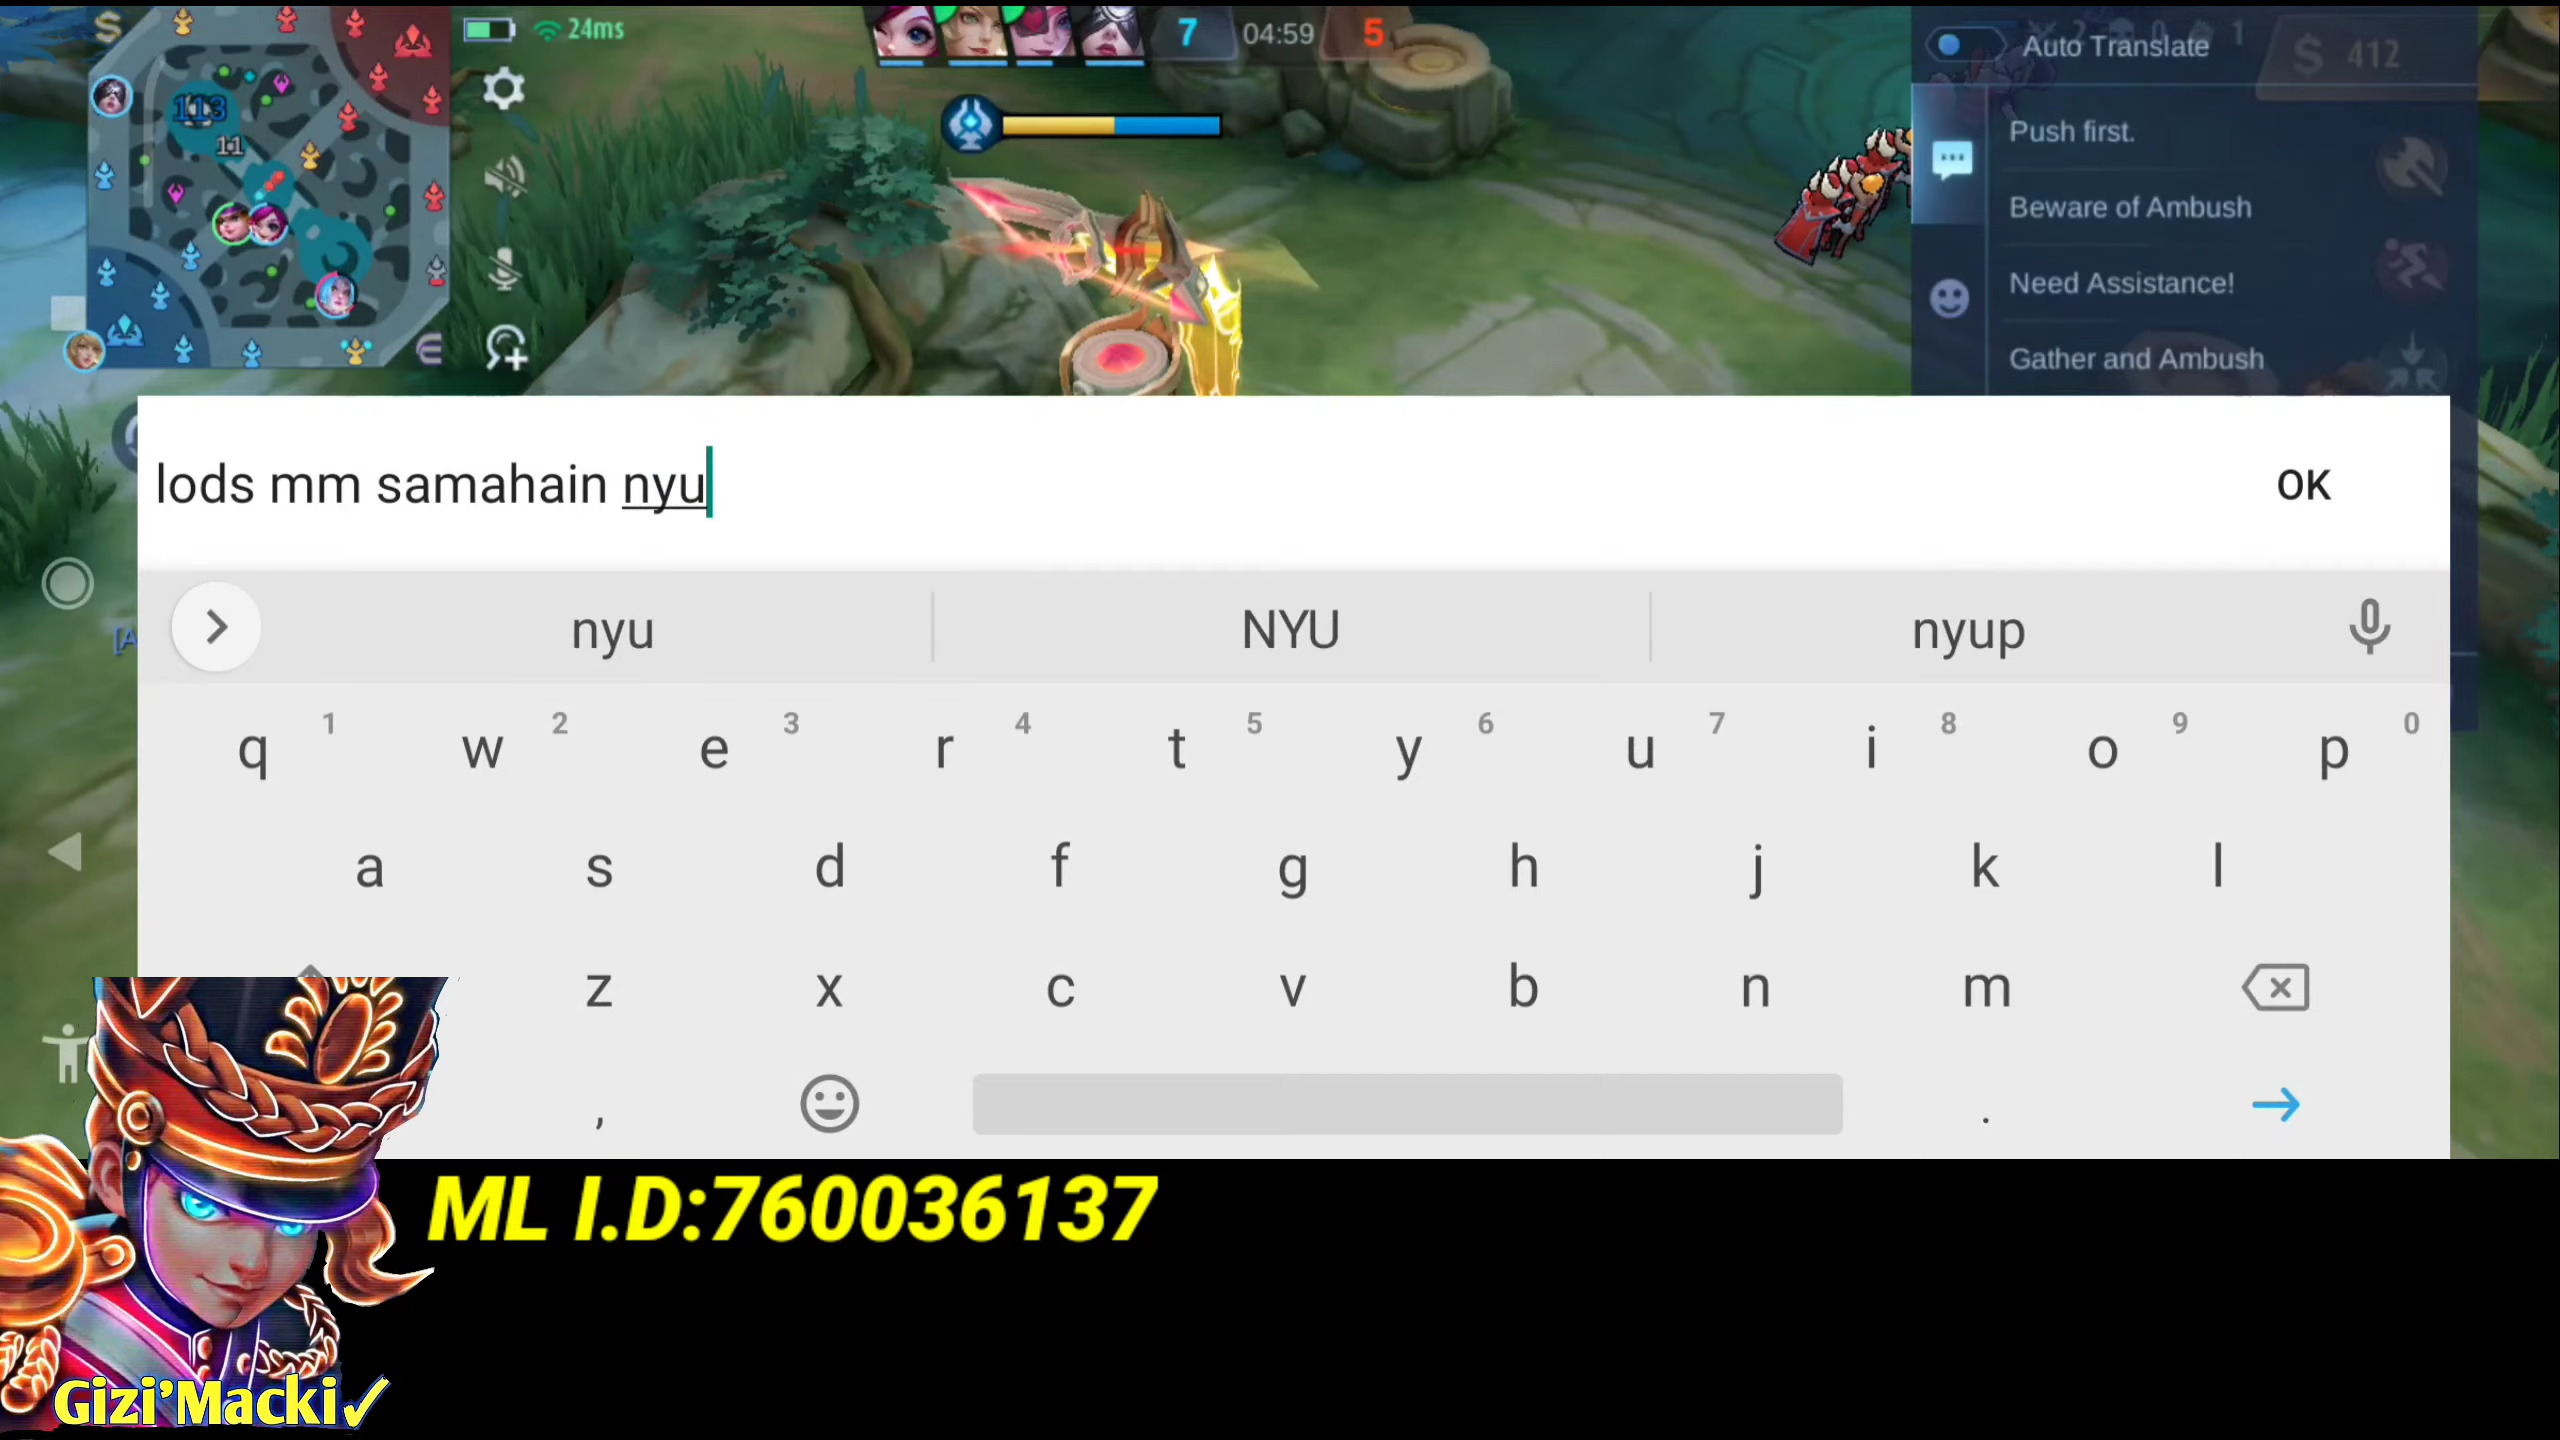 24ms
7 04:59 5
Auto Translate
$ 412
113
11
Push first.
Beware of Ambush
Need Assistance!
Gather and Ambush
lods mm samahain nyu
OK
[A
nyu NYU nyup
q 1 w 2 e 3 r 4 t 5 y 6 u 7 i 8 o 9 p 0
a s d f g h j k l
z x c v b n m
, .
ML I.D:760036137
Gizi'Macki✓